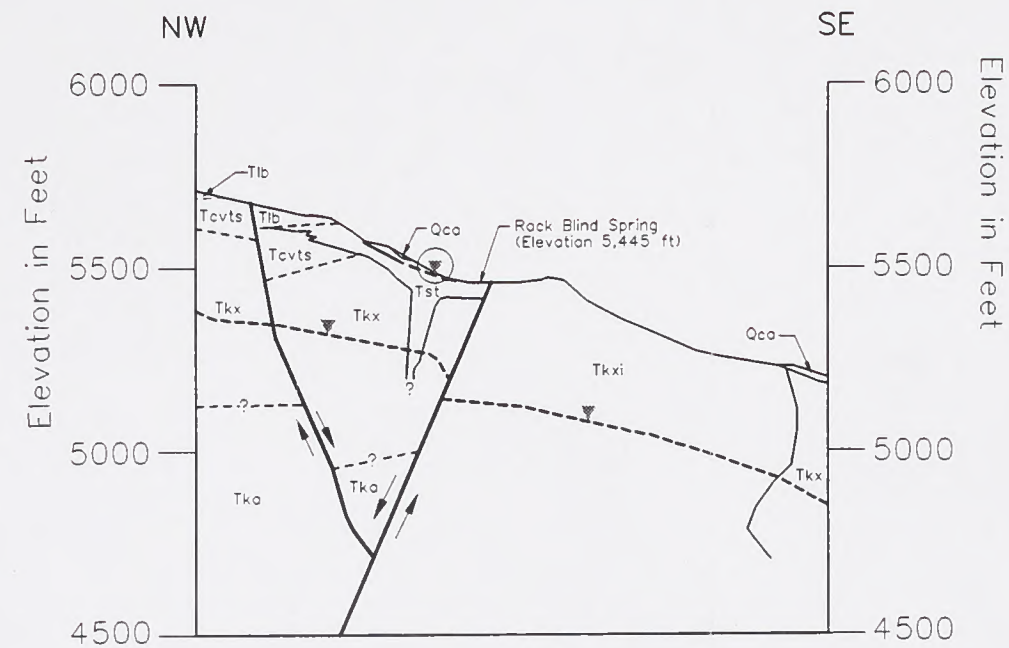 NW
SE
6000
6000
Elevation in Feet
Elevation in Feet
Tlb
Tcvts
Tlb
Qca
Rock Blind Spring
(Elevation 5,445 ft)
Tcvts
5500
5500
Tst
Tkx
Tkx
Qca
Tkxi
?
?
5000
5000
?
Tka
Tka
Tkx
4500
4500